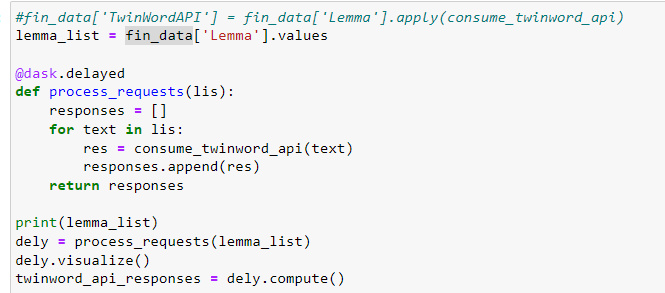 #fin_data['TwinWordAPI'] = fin_data['Lemma'].apply(consume_twinword_api)
lemma_list = fin_data['Lemma'].values
@dask.delayed
def process_requests(lis):
    responses = []
    for text in lis:
        res = consume_twinword_api(text)
        responses.append(res)
    return responses
print(lemma_list)
dely = process_requests(lemma_list)
dely.visualize()
twinword_api_responses = dely.compute()